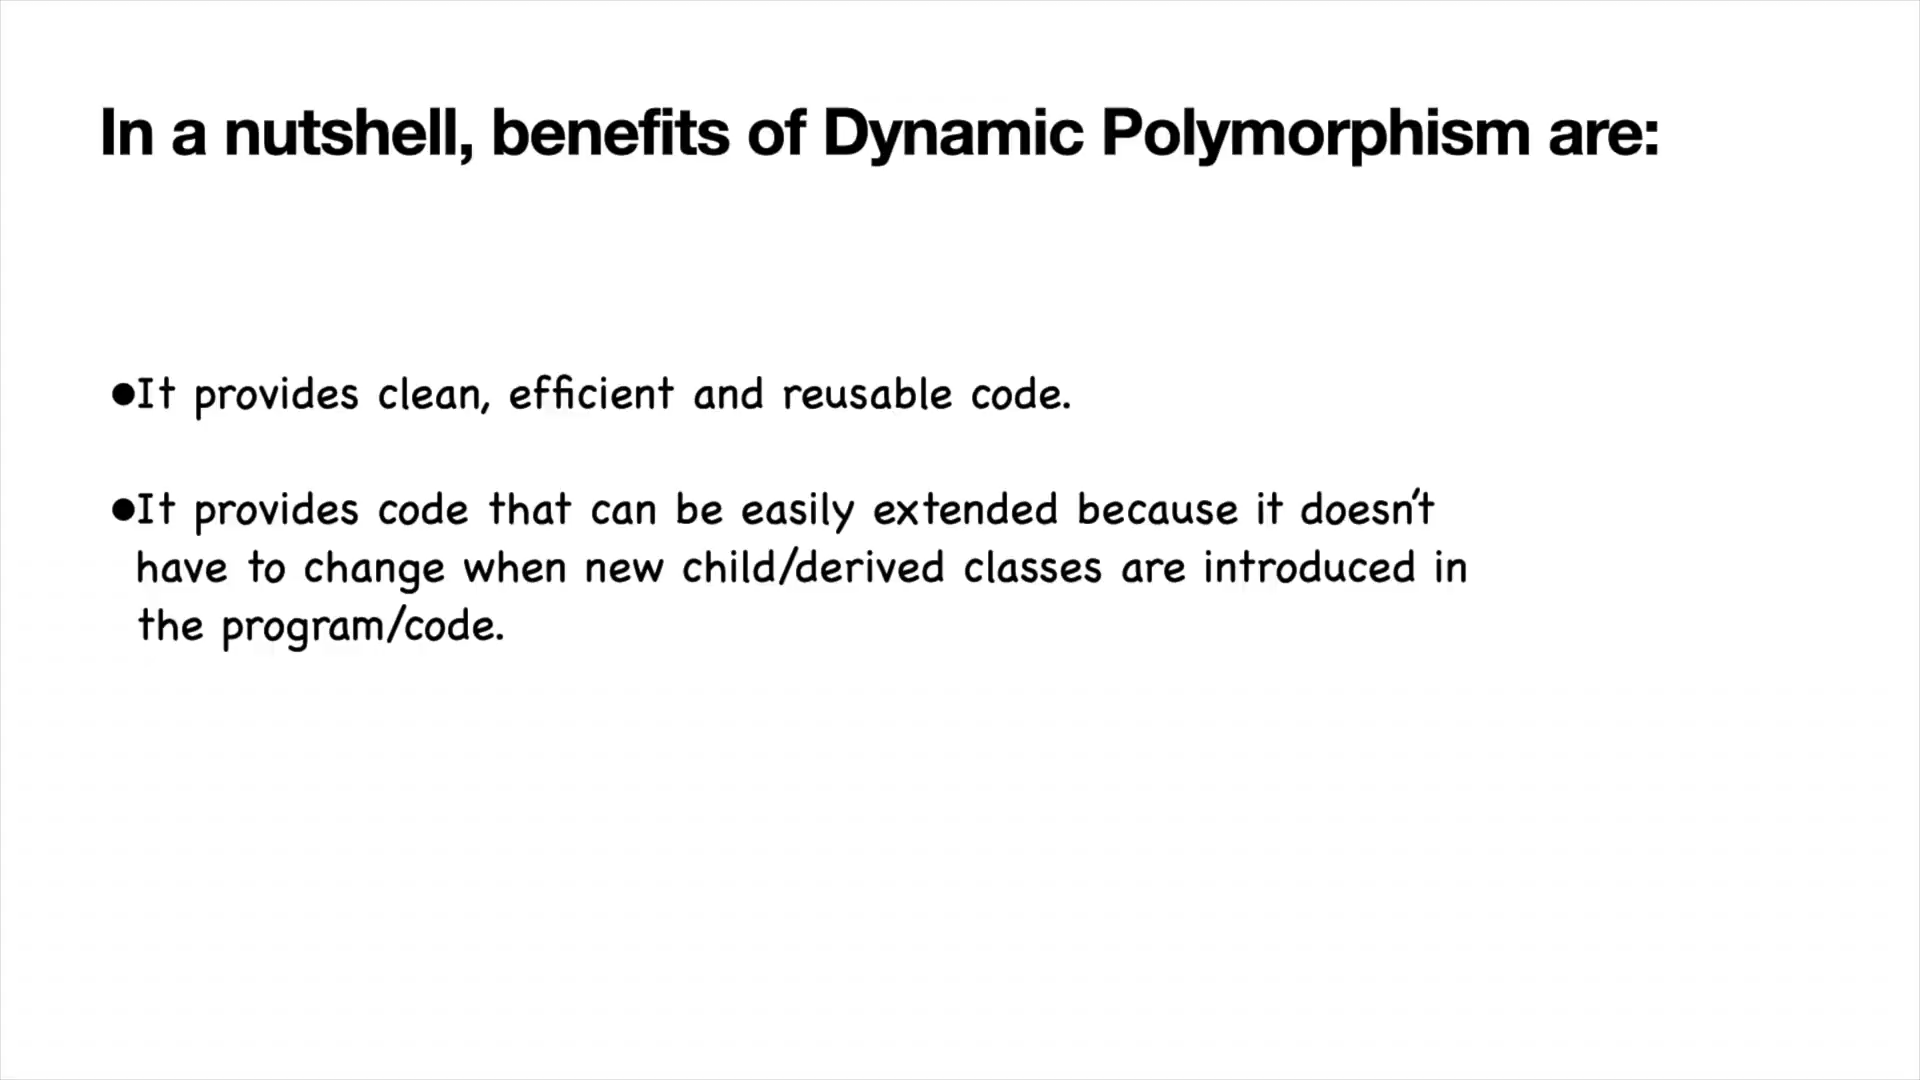 In a nutshell, benefits of Dynamic Polymorphism are:
●It provides clean, efficient and reusable code.
●It provides code that can be easily extended because it doesn't
have to change when new child/derived classes are introduced in
the program/code.